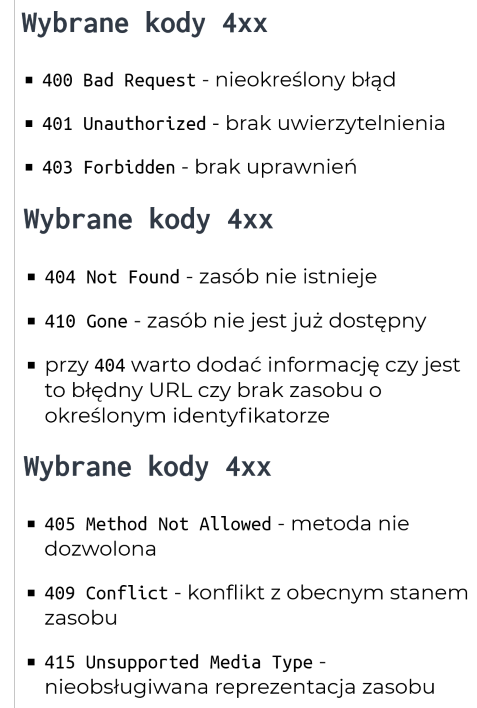 Wybrane kody 4xx
▪ 400 Bad Request - nieokreślony błąd
▪ 401 Unauthorized - brak uwierzytelnienia
▪ 403 Forbidden - brak uprawnień
Wybrane kody 4xx
▪ 404 Not Found - zasób nie istnieje
▪ 410 Gone - zasób nie jest już dostępny
▪ przy 404 warto dodać informację czy jest
to błędny URL czy brak zasobu o
określonym identyfikatorze
Wybrane kody 4xx
▪ 405 Method Not Allowed - metoda nie
dozwolona
▪ 409 Conflict - konflikt z obecnym stanem
zasobu
▪ 415 Unsupported Media Type -
nieobsługiwana reprezentacja zasobu